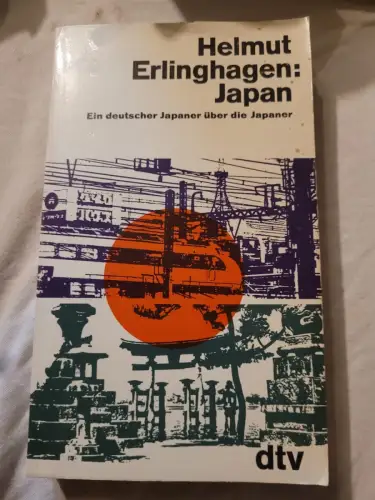 Helmut
Erlinghagen:
Japan
Ein deutscher Japaner über die Japaner
dtv